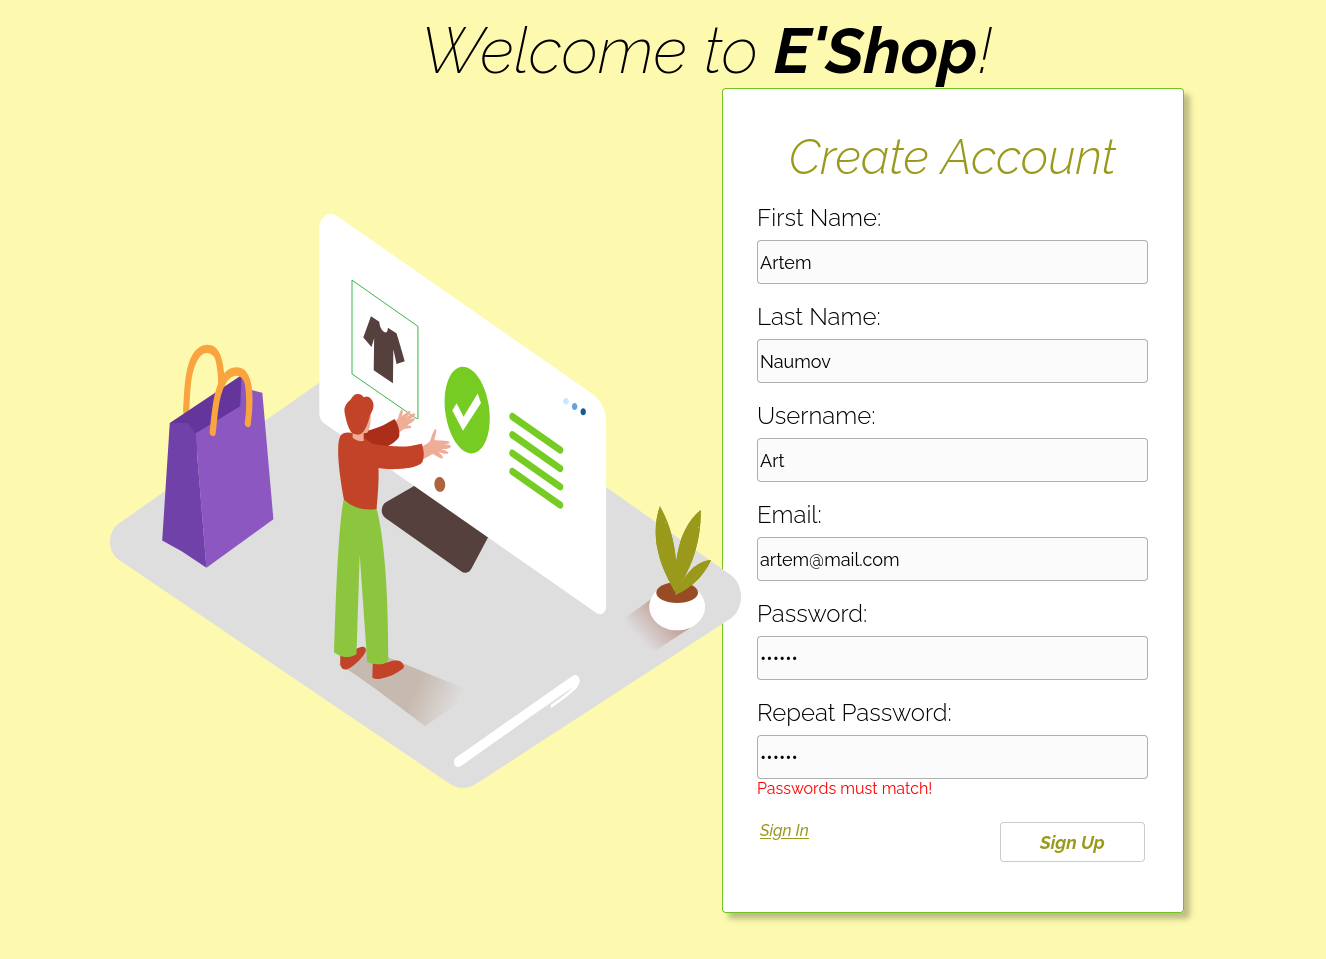 Welcome to E'Shop!
Create Account
First Name:
Artem
Last Name:
Naumov
Username:
Art
Email:
artem@mail.com
Password:
••••••
Repeat Password:
••••••
Passwords must match!
Sign In
Sign Up